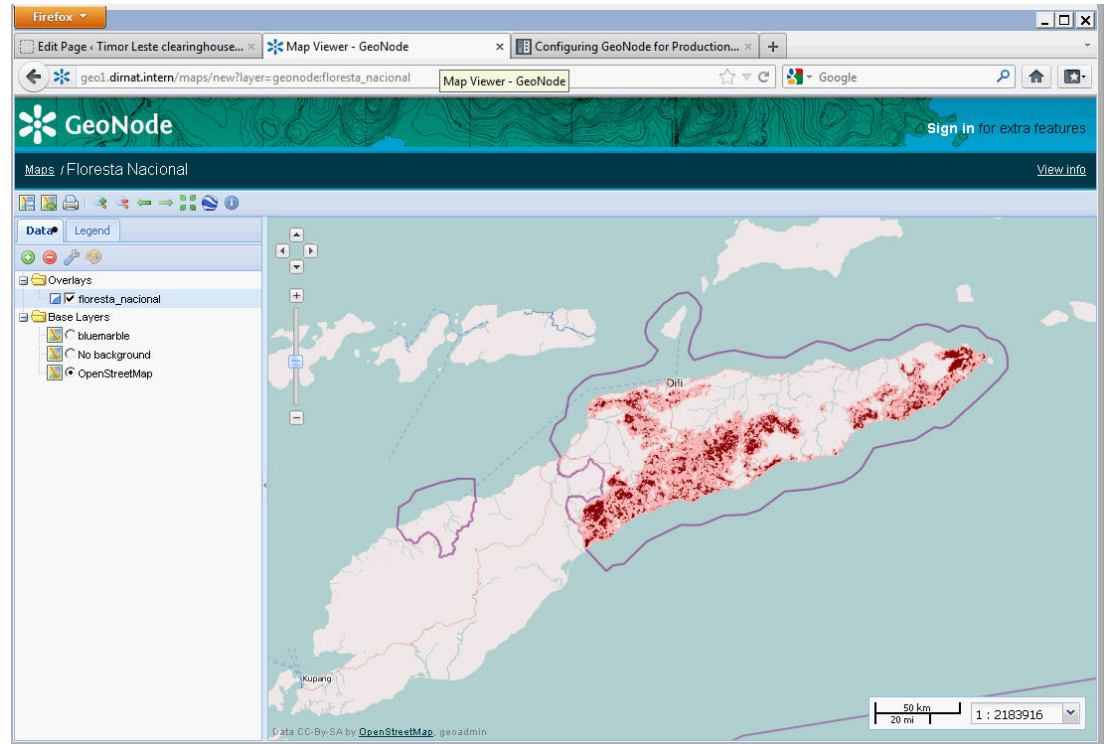 Firefox
Edit Page ‹ Timor Leste clearinghouse... Map Viewer - GeoNode Configuring GeoNode for Production...
geo1.dirnat.intern/maps/new?layer=geonode:floresta_nacional Google
Map Viewer - GeoNode
GeoNode
Sign in for extra features
Maps / Floresta Nacional View info
Data Legend
Overlays
floresta_nacional
Base Layers
bluemarble
No background
OpenStreetMap
Dili
Kupang
50 km
20 mi
1 : 2183916
Data CC-By-SA by OpenStreetMap, geoadmin